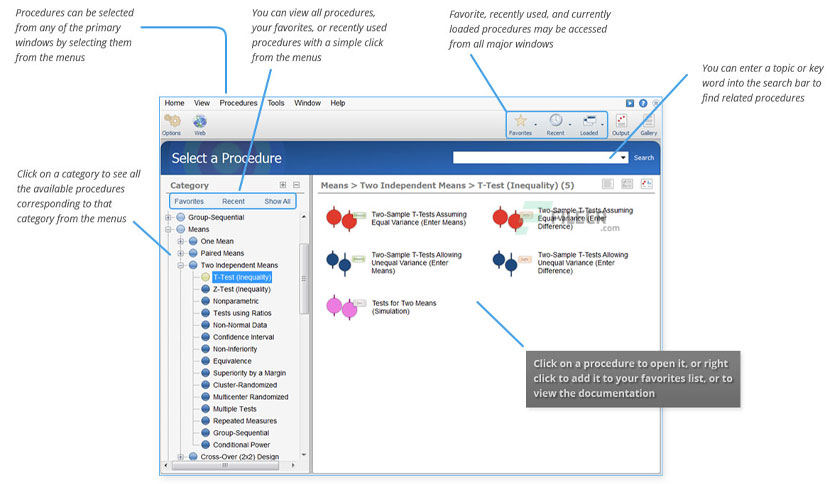 Procedures can be selected
from any of the primary
windows by selecting them
from the menus
You can view all procedures,
your favorites, or recently used
procedures with a simple click
from the menus
Favorite, recently used, and currently
loaded procedures may be accessed
from all major windows
You can enter a topic or key
word into the search bar to
find related procedures
Click on a category to see all
the available procedures
corresponding to that
category from the menus
Home View Procedures Tools Window Help
Options Web Favorites Recent Loaded Output Gallery
Select a Procedure
Search
Category
Favorites Recent Show All
Group-Sequential
Means
One Mean
Paired Means
Two Independent Means
T-Test (Inequality)
Z-Test (Inequality)
Nonparametric
Tests using Ratios
Non-Normal Data
Confidence Interval
Non-Inferiority
Equivalence
Superiority by a Margin
Cluster-Randomized
Multicenter Randomized
Multiple Tests
Repeated Measures
Group-Sequential
Conditional Power
Cross-Over (2x2) Design
Means > Two Independent Means > T-Test (Inequality) (5)
Two-Sample T-Tests Assuming
Equal Variance (Enter Means)
Two-Sample T-Tests Assuming
Equal Variance (Enter
Difference)
.com
Two-Sample T-Tests Allowing
Unequal Variance (Enter
Means)
Two-Sample T-Tests Allowing
Unequal Variance (Enter
Difference)
Tests for Two Means
(Simulation)
Click on a procedure to open it, or right
click to add it to your favorites list, or to
view the documentation